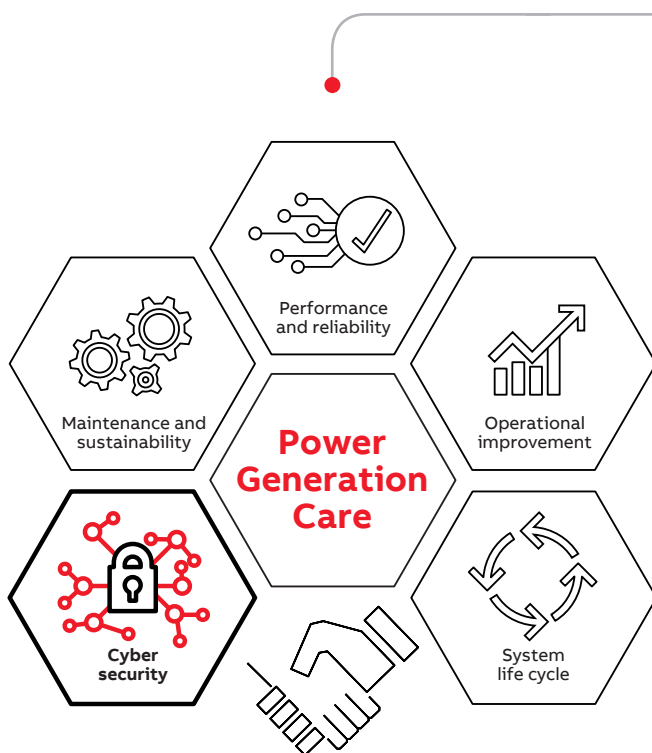 Performance
and reliability
Maintenance and
sustainability
Operational
improvement
Power
Generation
Care
Cyber
security
System
life cycle